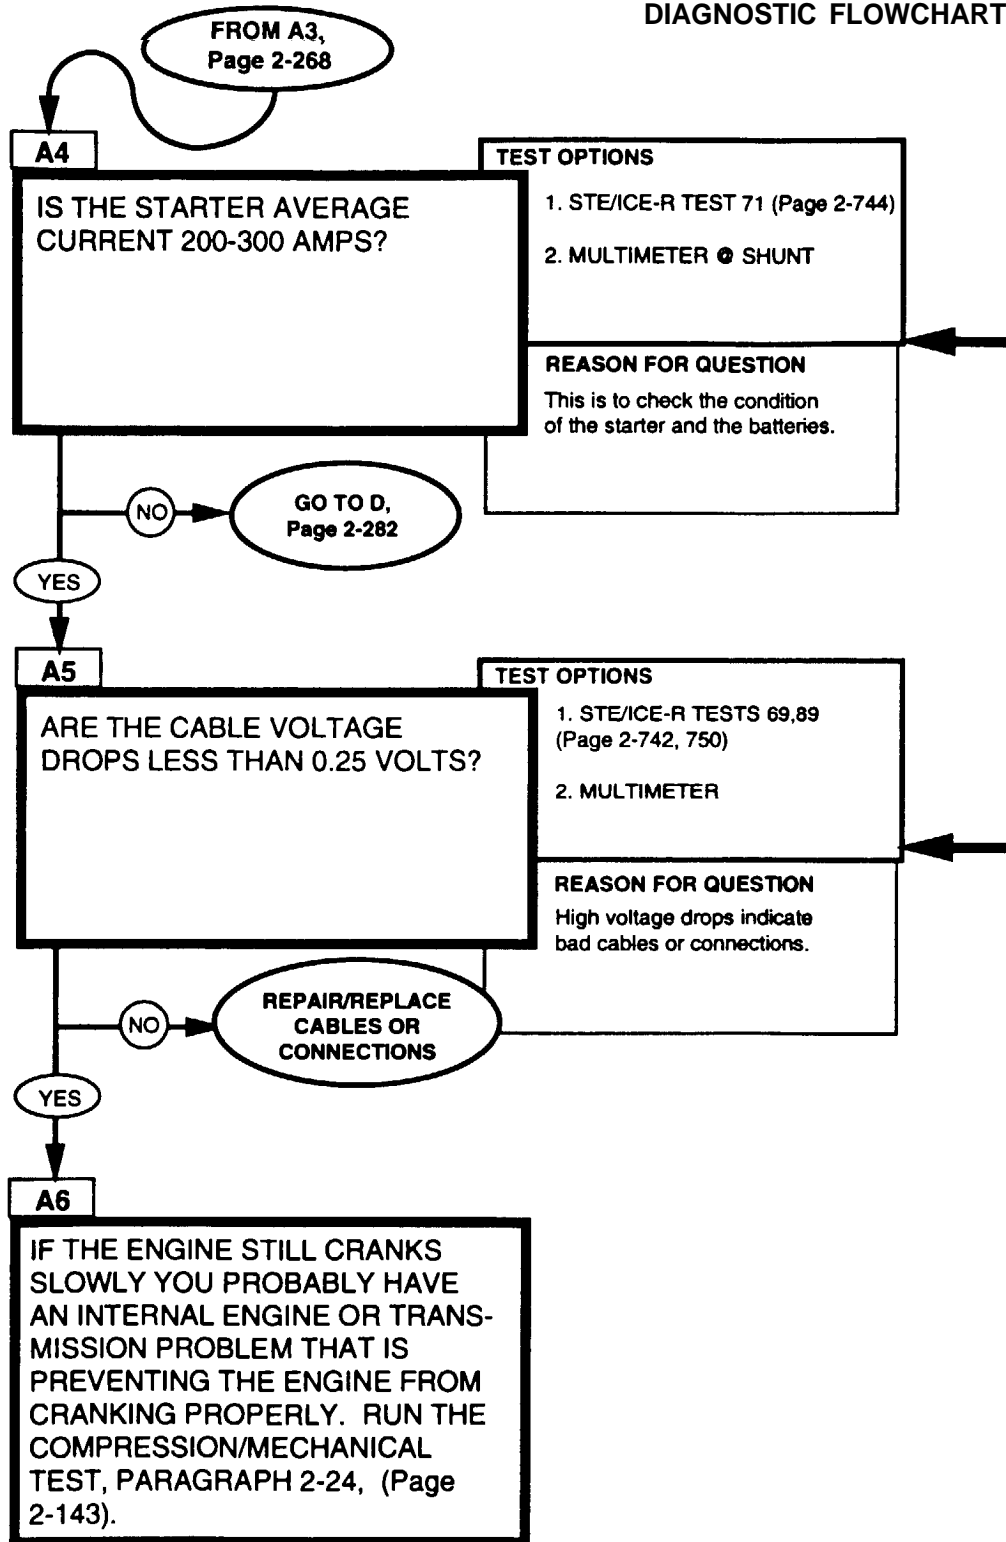 DIAGNOSTIC FLOWCHART
FROM A3,
Page 2-268
A4
IS THE STARTER AVERAGE
CURRENT 200-300 AMPS?
TEST OPTIONS
1. STE/ICE-R TEST 71 (Page 2-744)
2. MULTIMETER @ SHUNT
REASON FOR QUESTION
This is to check the condition
of the starter and the batteries.
NO
GO TO D,
Page 2-282
YES
A5
ARE THE CABLE VOLTAGE
DROPS LESS THAN 0.25 VOLTS?
TEST OPTIONS
1. STE/ICE-R TESTS 69,89
(Page 2-742, 750)
2. MULTIMETER
REASON FOR QUESTION
High voltage drops indicate
bad cables or connections.
NO
REPAIR/REPLACE
CABLES OR
CONNECTIONS
YES
A6
IF THE ENGINE STILL CRANKS
SLOWLY YOU PROBABLY HAVE
AN INTERNAL ENGINE OR TRANS-
MISSION PROBLEM THAT IS
PREVENTING THE ENGINE FROM
CRANKING PROPERLY. RUN THE
COMPRESSION/MECHANICAL
TEST, PARAGRAPH 2-24, (Page
2-143).